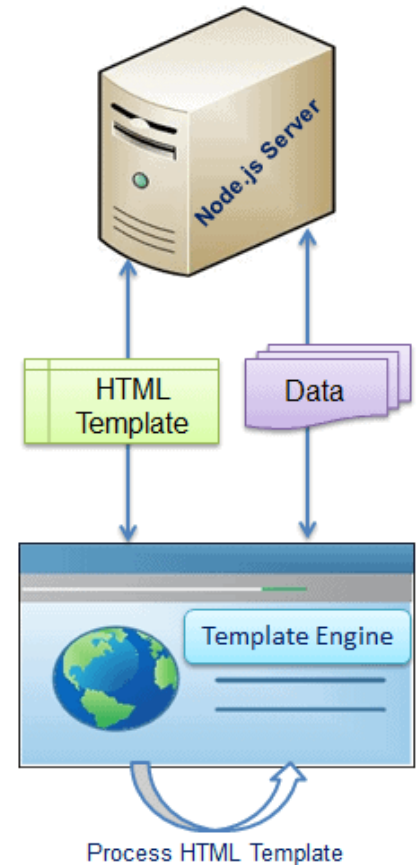 Node.js Server
HTML
Template
Data
Template Engine
Process HTML Template